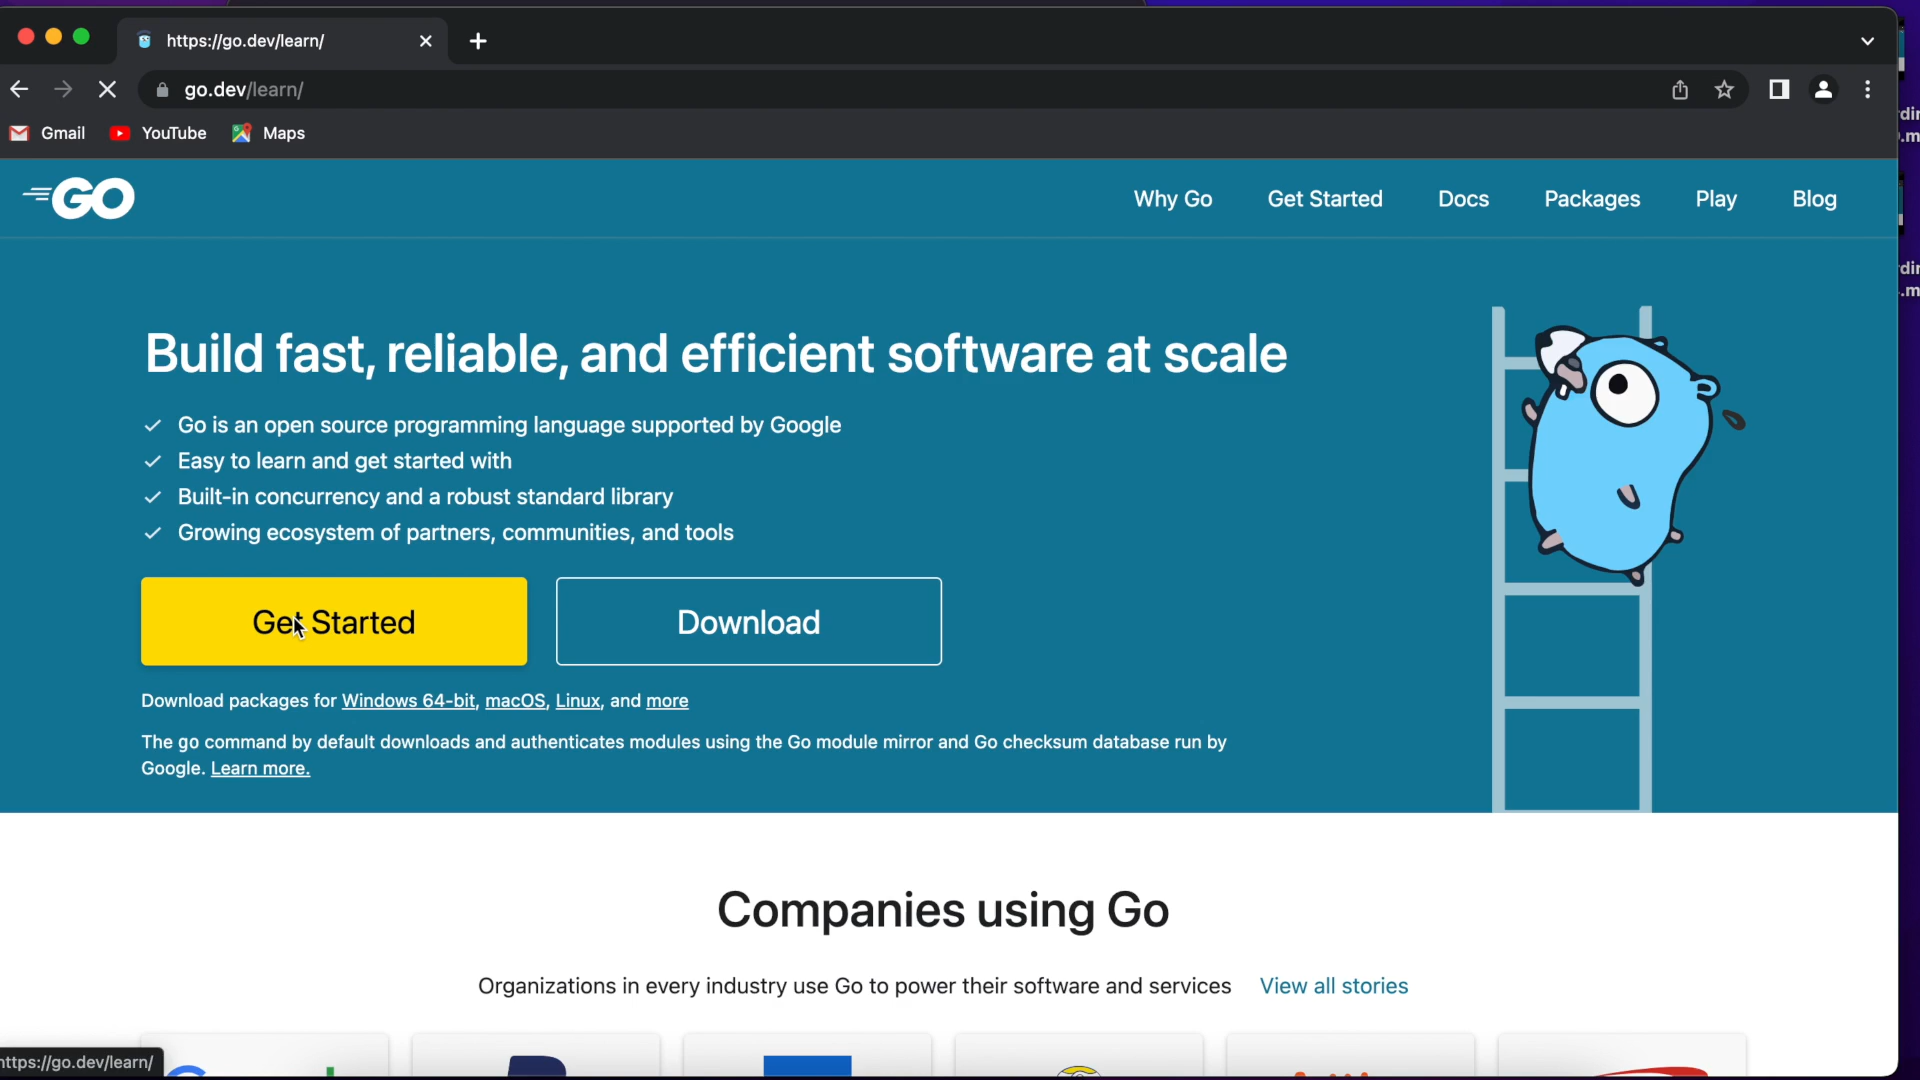 https://go.dev/learn/
go.dev/learn/
Gmail YouTube Maps
GO Why Go Get Started Docs Packages Play Blog
Build fast, reliable, and efficient software at scale
Go is an open source programming language supported by Google
Easy to learn and get started with
Built-in concurrency and a robust standard library
Growing ecosystem of partners, communities, and tools
Get Started Download
Download packages for Windows 64-bit, macOS, Linux, and more
The go command by default downloads and authenticates modules using the Go module mirror and Go checksum database run by
Google. Learn more.
Companies using Go
Organizations in every industry use Go to power their software and services View all stories
https://go.dev/learn/